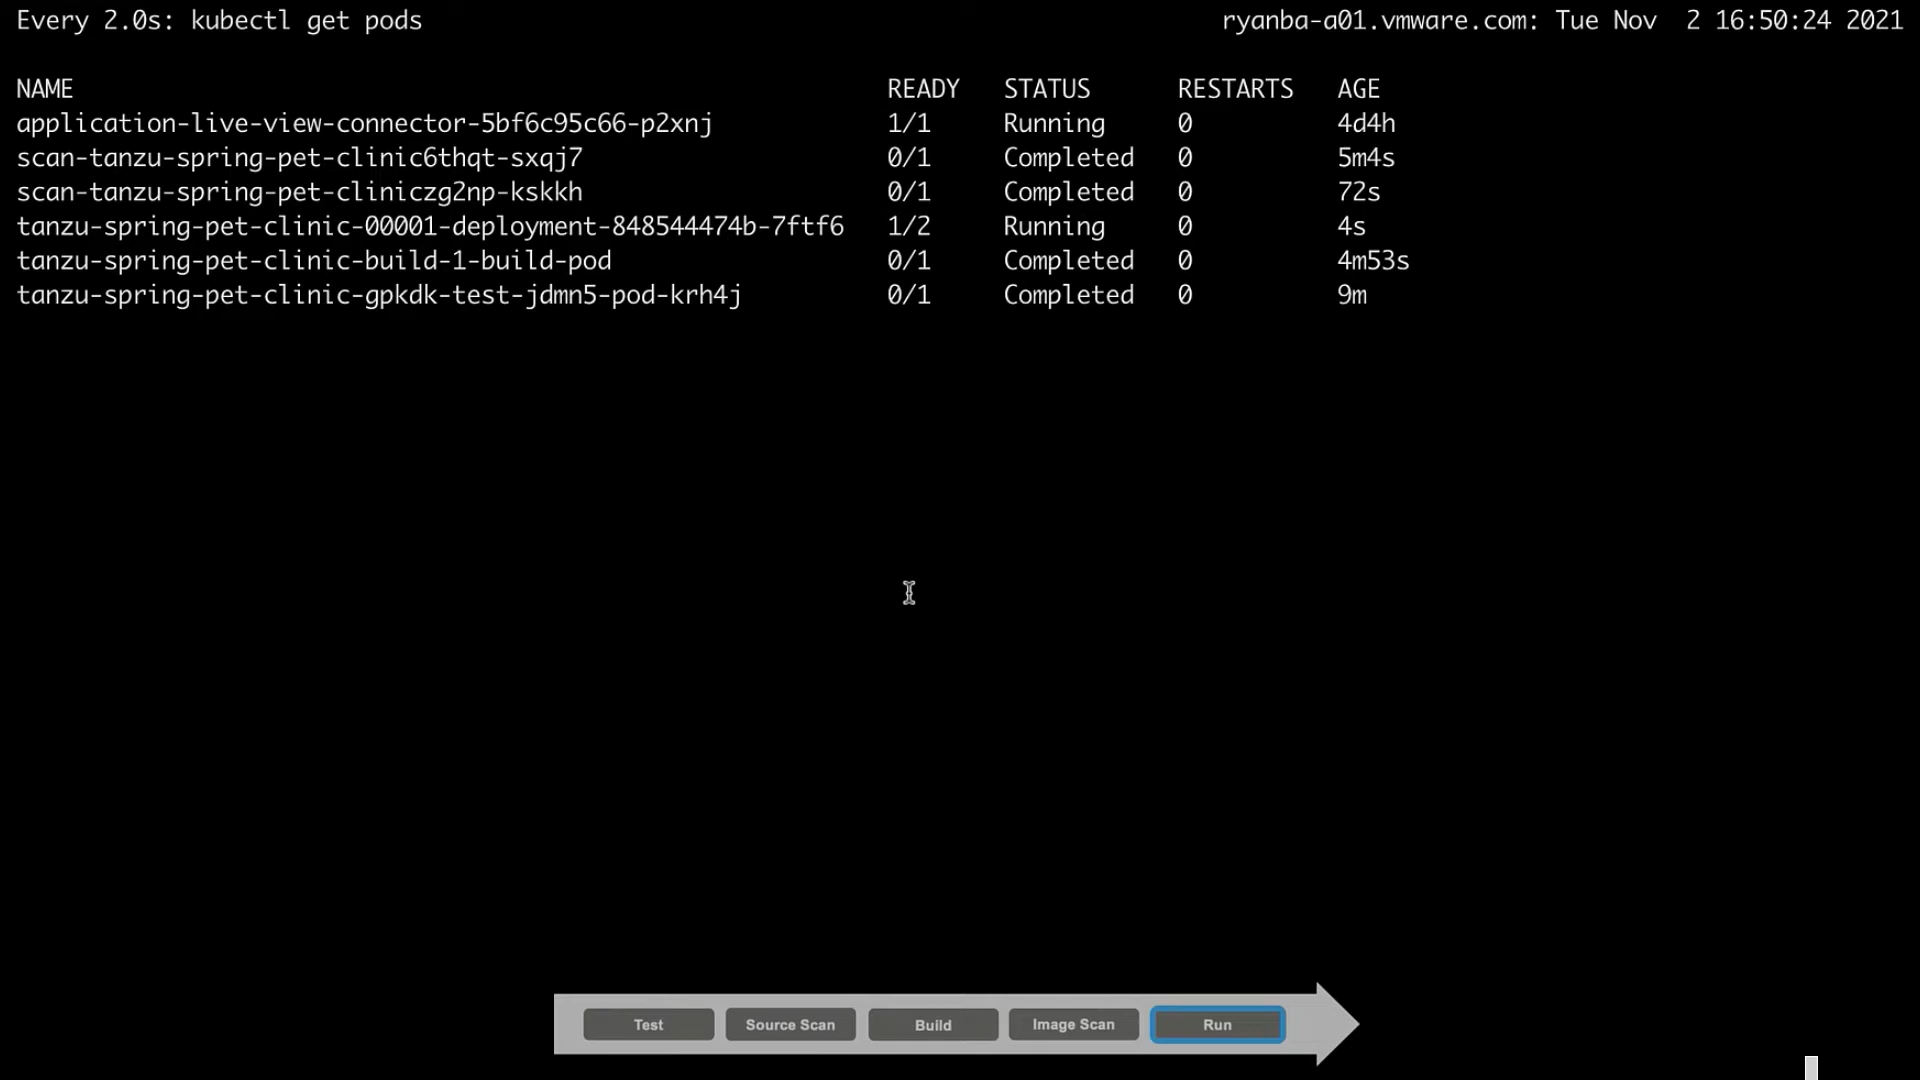 Every 2.0s: kubectl get pods ryanba-a01.vmware.com: Tue Nov  2 16:50:24 2021
NAME READY STATUS RESTARTS AGE
application-live-view-connector-5bf6c95c66-p2xnj 1/1 Running 0 4d4h
scan-tanzu-spring-pet-clinic6thqt-sxqj7 0/1 Completed 0 5m4s
scan-tanzu-spring-pet-cliniczg2np-kskkh 0/1 Completed 0 72s
tanzu-spring-pet-clinic-00001-deployment-848544474b-7ftf6 1/2 Running 0 4s
tanzu-spring-pet-clinic-build-1-build-pod 0/1 Completed 0 4m53s
tanzu-spring-pet-clinic-gpkdk-test-jdmn5-pod-krh4j 0/1 Completed 0 9m
Test Source Scan Build Image Scan Run